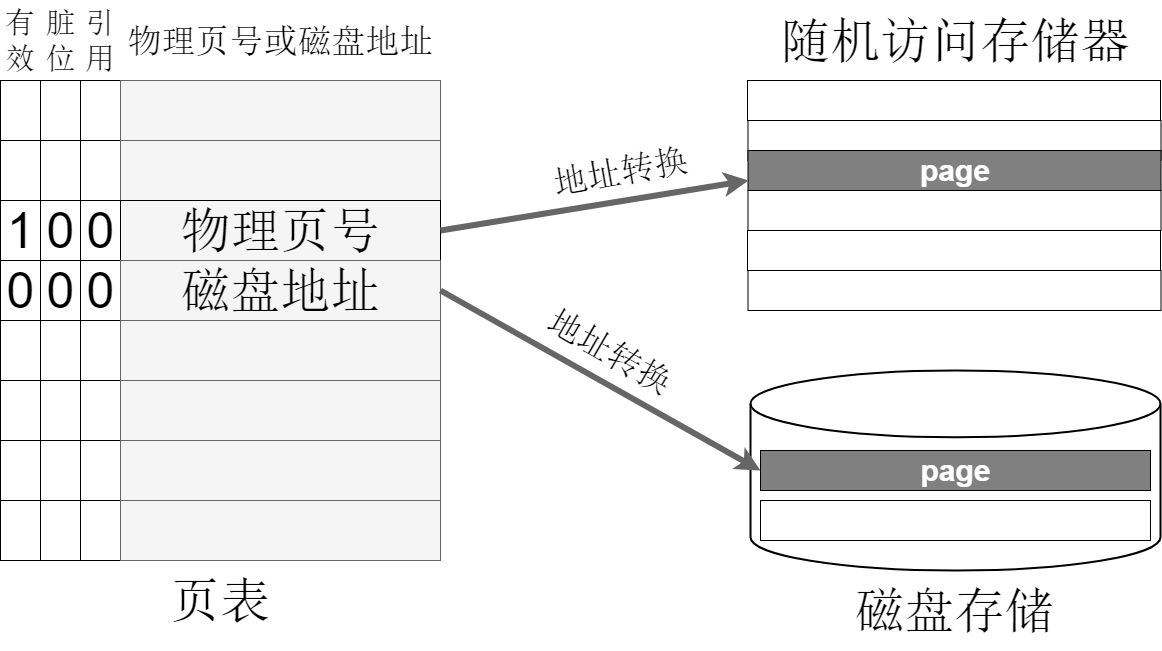 有效 脏位 引用 物理页号或磁盘地址
随机访问存储器
地址转换
page
1 0 0 物理页号
0 0 0 磁盘地址
地址转换
page
页表
磁盘存储